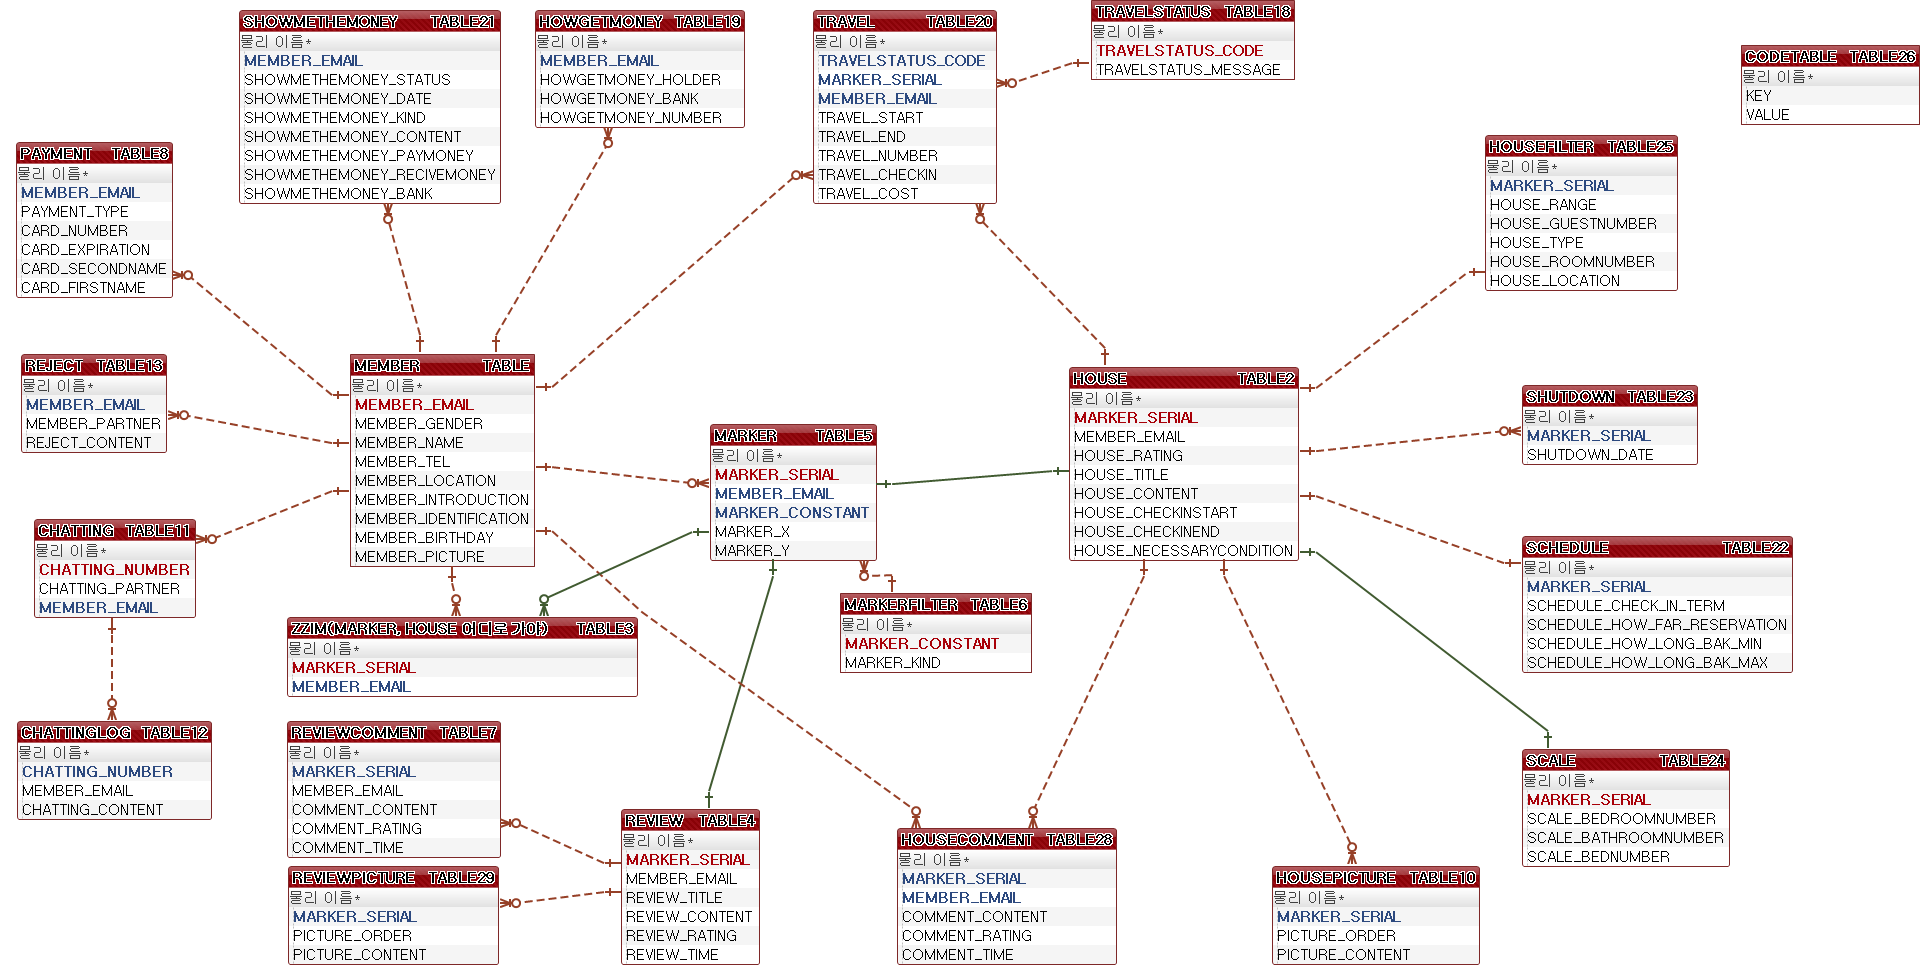 SHOWMETHEMONEY TABLE21
물리 이름*
MEMBER_EMAIL
SHOWMETHEMONEY_STATUS
SHOWMETHEMONEY_DATE
SHOWMETHEMONEY_KIND
SHOWMETHEMONEY_CONTENT
SHOWMETHEMONEY_PAYMONEY
SHOWMETHEMONEY_RECIVEMONEY
SHOWMETHEMONEY_BANK
HOWGETMONEY TABLE19
물리 이름*
MEMBER_EMAIL
HOWGETMONEY_HOLDER
HOWGETMONEY_BANK
HOWGETMONEY_NUMBER
TRAVEL TABLE20
물리 이름*
TRAVELSTATUS_CODE
MARKER_SERIAL
MEMBER_EMAIL
TRAVEL_START
TRAVEL_END
TRAVEL_NUMBER
TRAVEL_CHECKIN
TRAVEL_COST
TRAVELSTATUS TABLE18
물리 이름*
TRAVELSTATUS_CODE
TRAVELSTATUS_MESSAGE
CODETABLE TABLE26
물리 이름*
KEY
VALUE
PAYMENT TABLE8
물리 이름*
MEMBER_EMAIL
PAYMENT_TYPE
CARD_NUMBER
CARD_EXPIRATION
CARD_SECONDNAME
CARD_FIRSTNAME
HOUSEFILTER TABLE25
물리 이름*
MARKER_SERIAL
HOUSE_RANGE
HOUSE_GUESTNUMBER
HOUSE_TYPE
HOUSE_ROOMNUMBER
HOUSE_LOCATION
REJECT TABLE13
물리 이름*
MEMBER_EMAIL
MEMBER_PARTNER
REJECT_CONTENT
MEMBER TABLE
물리 이름*
MEMBER_EMAIL
MEMBER_GENDER
MEMBER_NAME
MEMBER_TEL
MEMBER_LOCATION
MEMBER_INTRODUCTION
MEMBER_IDENTIFICATION
MEMBER_BIRTHDAY
MEMBER_PICTURE
MARKER TABLE5
물리 이름*
MARKER_SERIAL
MEMBER_EMAIL
MARKER_CONSTANT
MARKER_X
MARKER_Y
HOUSE TABLE2
물리 이름*
MARKER_SERIAL
MEMBER_EMAIL
HOUSE_RATING
HOUSE_TITLE
HOUSE_CONTENT
HOUSE_CHECKINSTART
HOUSE_CHECKINEND
HOUSE_NECESSARYCONDITION
SHUTDOWN TABLE23
물리 이름*
MARKER_SERIAL
SHUTDOWN_DATE
CHATTING TABLE11
물리 이름*
CHATTING_NUMBER
CHATTING_PARTNER
MEMBER_EMAIL
SCHEDULE TABLE22
물리 이름*
MARKER_SERIAL
SCHEDULE_CHECK_IN_TERM
SCHEDULE_HOW_FAR_RESERVATION
SCHEDULE_HOW_LONG_BAK_MIN
SCHEDULE_HOW_LONG_BAK_MAX
ZZIM(MARKER, HOUSE 어디로 가야) TABLE3
물리 이름*
MARKER_SERIAL
MEMBER_EMAIL
MARKERFILTER TABLE6
물리 이름*
MARKER_CONSTANT
MARKER_KIND
CHATTINGLOG TABLE12
물리 이름*
CHATTING_NUMBER
MEMBER_EMAIL
CHATTING_CONTENT
REVIEWCOMMENT TABLE7
물리 이름*
MARKER_SERIAL
MEMBER_EMAIL
COMMENT_CONTENT
COMMENT_RATING
COMMENT_TIME
REVIEWPICTURE TABLE29
물리 이름*
MARKER_SERIAL
PICTURE_ORDER
PICTURE_CONTENT
REVIEW TABLE4
물리 이름*
MARKER_SERIAL
MEMBER_EMAIL
REVIEW_TITLE
REVIEW_CONTENT
REVIEW_RATING
REVIEW_TIME
HOUSECOMMENT TABLE28
물리 이름*
MARKER_SERIAL
MEMBER_EMAIL
COMMENT_CONTENT
COMMENT_RATING
COMMENT_TIME
HOUSEPICTURE TABLE10
물리 이름*
MARKER_SERIAL
PICTURE_ORDER
PICTURE_CONTENT
SCALE TABLE24
물리 이름*
MARKER_SERIAL
SCALE_BEDROOMNUMBER
SCALE_BATHROOMNUMBER
SCALE_BEDNUMBER